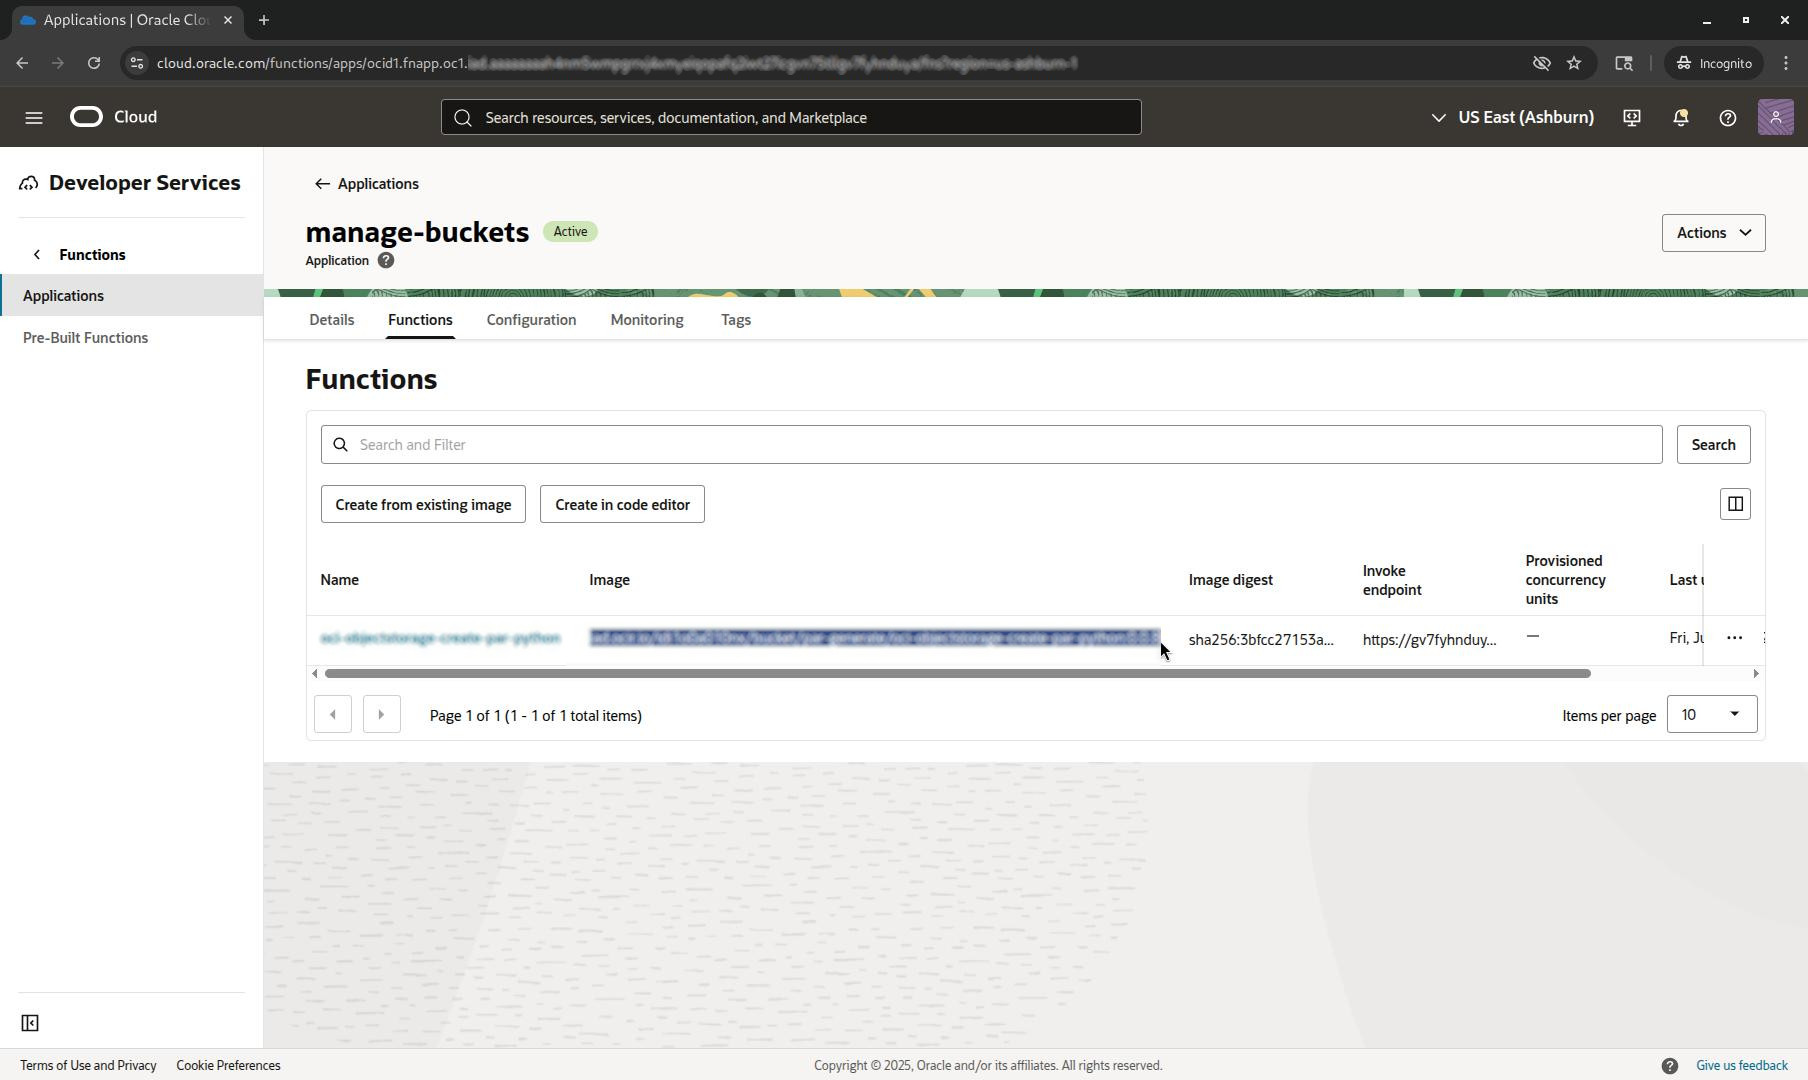 Applications | Oracle Clo
cloud.oracle.com/functions/apps/ocid1.fnapp.oc1.
Incognito
Cloud
Search resources, services, documentation, and Marketplace
US East (Ashburn)
Developer Services
Functions
Applications
Pre-Built Functions
Applications
manage-buckets
Active
Application
Actions
Details
Functions
Configuration
Monitoring
Tags
Functions
Search and Filter
Search
Create from existing image
Create in code editor
Name
Image
Image digest
Invoke
endpoint
Provisioned
concurrency
units
Last
oci-objectstorage-create-par-python
sha256:3bfcc27153a...
https://gv7fyhnduy...
—
Fri, Ju
Page 1 of 1 (1 - 1 of 1 total items)
Items per page
10
Terms of Use and Privacy
Cookie Preferences
Copyright © 2025, Oracle and/or its affiliates. All rights reserved.
Give us feedback